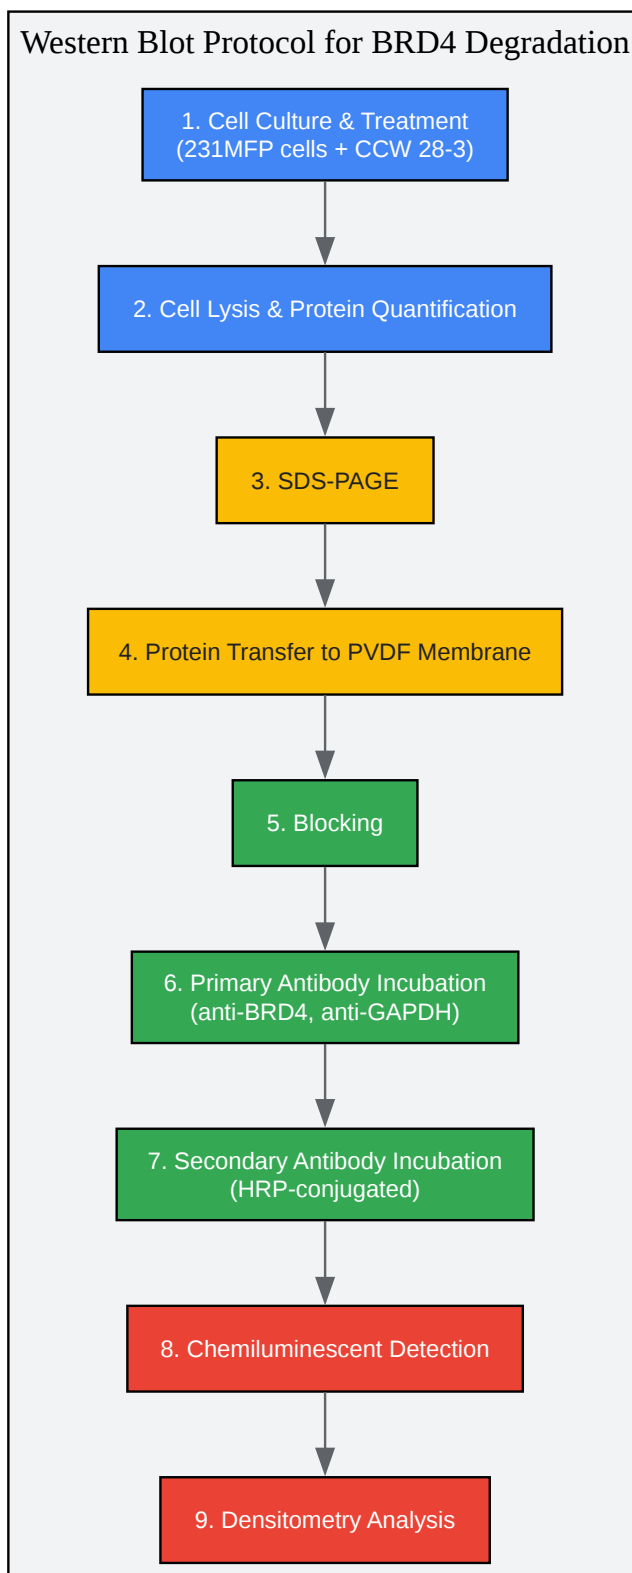 Western Blot Protocol for BRD4 Degradation
1. Cell Culture & Treatment
(231MFP cells + CCW 28-3)
2. Cell Lysis & Protein Quantification
3. SDS-PAGE
4. Protein Transfer to PVDF Membrane
5. Blocking
6. Primary Antibody Incubation
(anti-BRD4, anti-GAPDH)
7. Secondary Antibody Incubation
(HRP-conjugated)
8. Chemiluminescent Detection
9. Densitometry Analysis